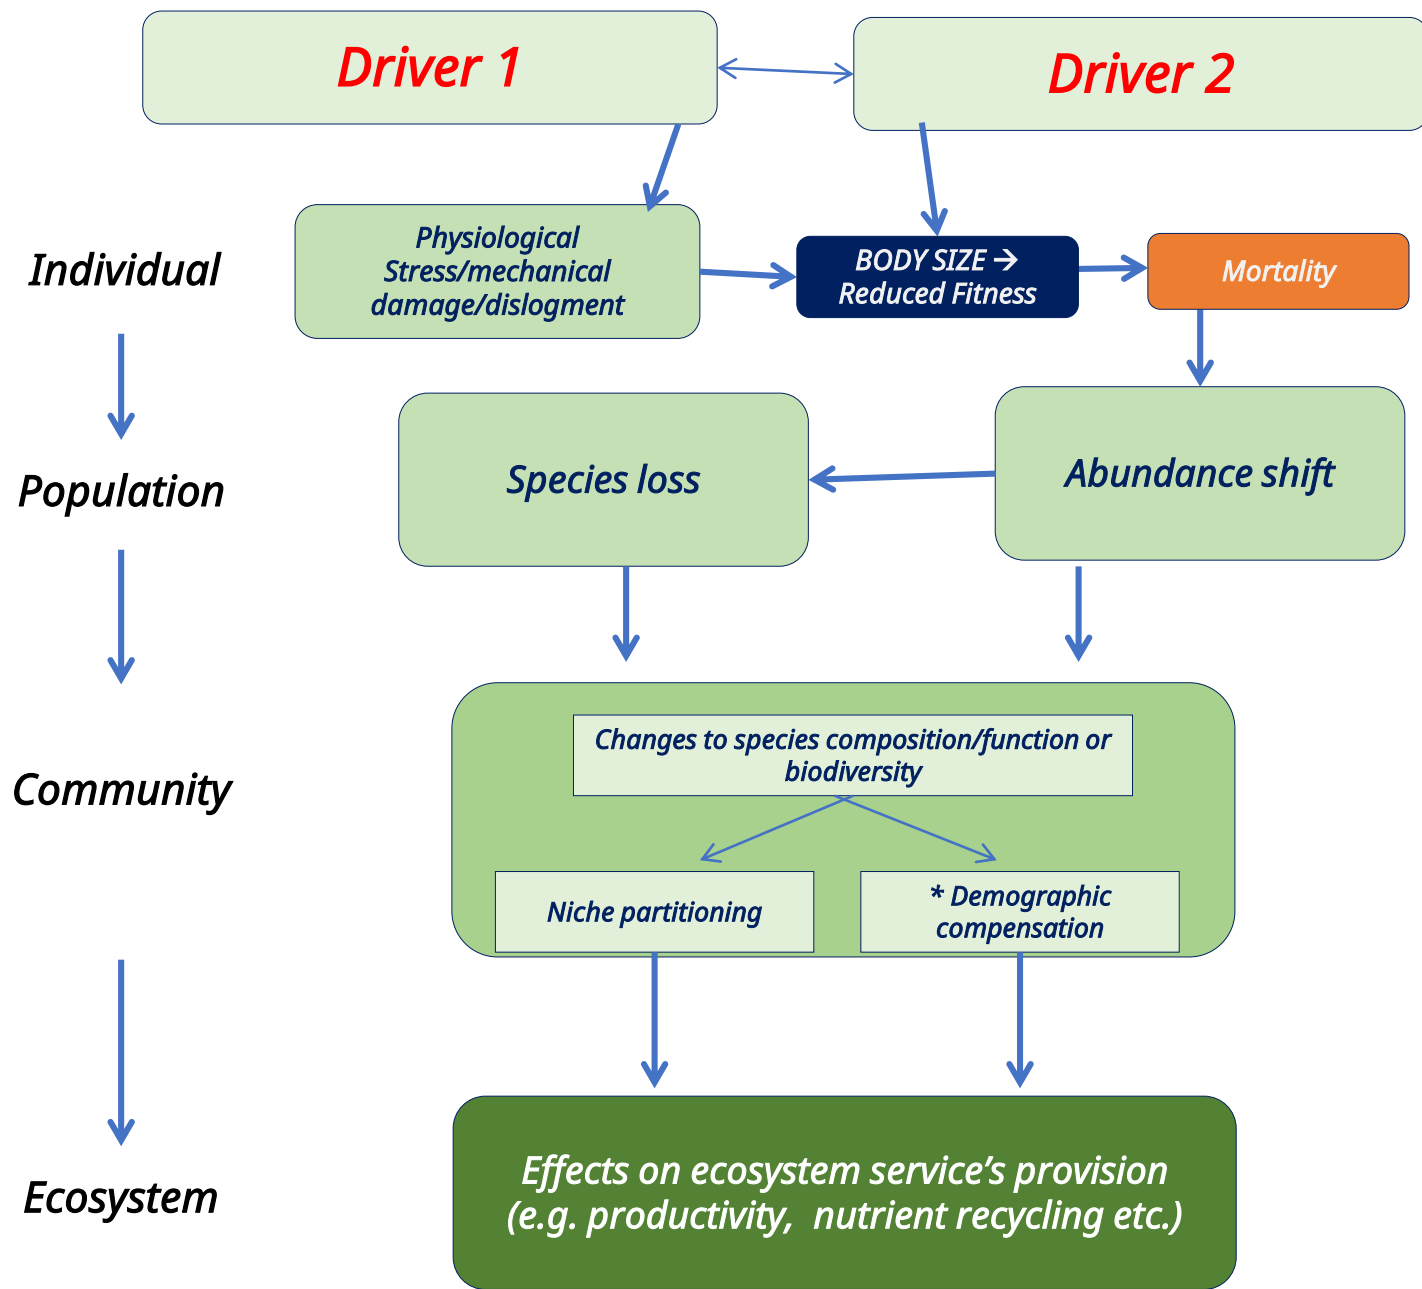 Driver 1
Driver 2
Individual
Physiological
Stress/mechanical
damage/dislogment
BODY SIZE →
Reduced Fitness
Mortality
Population
Species loss
Abundance shift
Community
Changes to species composition/function or
biodiversity
Niche partitioning
* Demographic
compensation
Ecosystem
Effects on ecosystem service’s provision
(e.g. productivity,  nutrient recycling etc.)